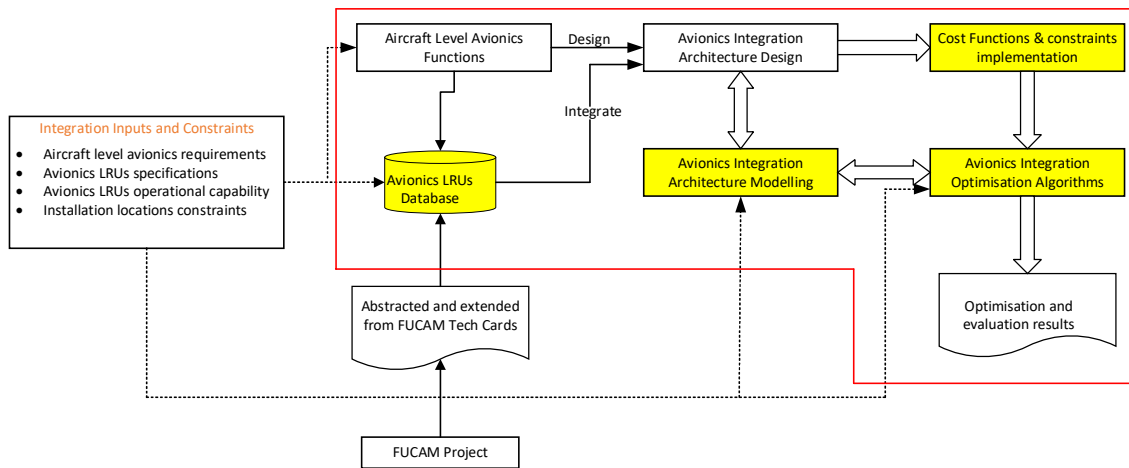 Aircraft Level Avionics
Functions
Design
Avionics Integration
Architecture Design
Cost Functions & constraints
implementation
Integrate
Integration Inputs and Constraints
• Aircraft level avionics requirements
• Avionics LRUs specifications
• Avionics LRUs operational capability
• Installation locations constraints
Avionics LRUs
Database
Avionics Integration
Architecture Modelling
Avionics Integration
Optimisation Algorithms
Abstracted and extended
from FUCAM Tech Cards
Optimisation and
evaluation results
FUCAM Project